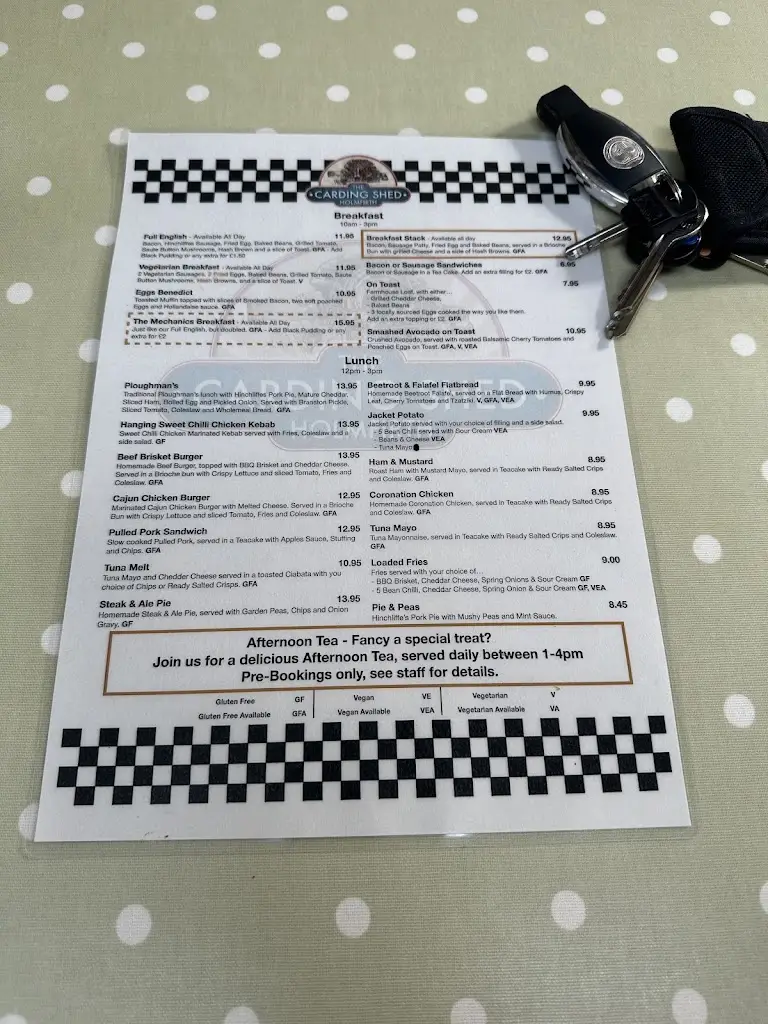 THE
CARDING SHED
HOLMFIRTH
Breakfast
10am - 3pm
Full English - Available All Day 11.95
Bacon, Hinchliffes Sausage, Fried Egg, Baked Beans, Grilled Tomato,
Saute Button Mushrooms, Hash Brown and a slice of Toast. GFA - Add
Black Pudding or any extra for £1.50
Vegetarian Breakfast - Available All Day 11.95
2 Vegetarian Sausages, 2 Fried Eggs, Baked Beans, Grilled Tomato, Saute
Button Mushrooms, Hash Brown, and a slice of Toast. V
Eggs Benedict 10.95
Toasted Muffin topped with slices of Smoked Bacon, two soft poached
Eggs and Hollandaise sauce. GFA
The Mechanics Breakfast - Available All Day 15.95
Just like our Full English, but doubled. GFA - Add Black Pudding or any
extra for £2
Breakfast Stack - Available all day 12.95
Bacon, Sausage Patty, Fried Egg and Baked Beans, served in a Brioche
Bun with grilled Cheese and a side of Hash Browns. GFA
Bacon or Sausage Sandwiches 6.95
Bacon or Sausage in a Tea Cake. Add an extra filling for £2. GFA
On Toast 7.95
Farmhouse Loaf, with either...
- Grilled Cheddar Cheese,
- Baked Beans
- 3 locally sourced Eggs cooked the way you like them.
Add an extra topping or £2. GFA
Smashed Avocado on Toast 10.95
Crushed Avocado, served with roasted Balsamic Cherry Tomatoes and
Poached Eggs on Toast. GFA, V, VEA
Lunch
12pm - 3pm
Ploughman's 13.95
Traditional Ploughman's lunch with Hinchliffes Pork Pie, Mature Cheddar,
Sliced Ham, Boiled Egg and Pickled Onion. Served with Branston Pickle,
Sliced Tomato, Coleslaw and Wholemeal Bread. GFA
Hanging Sweet Chilli Chicken Kebab 13.95
Sweet Chilli Chicken Marinated Kebab served with Fries, Coleslaw and
side salad. GF
Beef Brisket Burger 13.95
Homemade Beef Burger, topped with BBQ Brisket and Cheddar Cheese.
Served in a Brioche bun with Crispy Lettuce and sliced Tomato, Fries and
Coleslaw. GFA
Cajun Chicken Burger 12.95
Marinated Cajun Chicken Burger with Melted Cheese. Served in a Brioche
Bun with Crispy Lettuce and sliced Tomato, Fries and Coleslaw. GFA
Pulled Pork Sandwich 12.95
Slow cooked Pulled Pork, served in a Teacake with Apples Sauce, Stuffing
and Chips. GFA
Tuna Melt 10.95
Tuna Mayo and Chedder Cheese served in a toasted Ciabata with you
choice of Chips or Ready Salted Crisps. GFA
Steak & Ale Pie 13.95
Homemade Steak & Ale Pie, served with Garden Peas, Chips and Onion
Gravy. GF
Beetroot & Falafel Flatbread 9.95
Homemade Beetroot Falafel, served on a Flat Bread with Humus, Crispy
Leaf, Cherry Tomatoes and Tzatziki. V, GFA, VEA
Jacket Potato 9.95
Jacket Potato served with your choice of filling and a side salad.
- 5 Bean Chilli served with Sour Cream VEA
- Beans & Cheese VEA
- Tuna Mayo
Ham & Mustard 8.95
Roast Ham with Mustard Mayo, served in Teacake with Ready Salted Crips
and Coleslaw. GFA
Coronation Chicken 8.95
Homemade Coronation Chicken, served in Teacake with Ready Salted Crips
and Coleslaw. GFA
Tuna Mayo 8.95
Tuna Mayonnaise, served in Teacake with Ready Salted Crips and Coleslaw.
GFA
Loaded Fries 9.00
Fries served with your choice of...
- BBQ Brisket, Cheddar Cheese, Spring Onions & Sour Cream GF
- 5 Bean Chilli, Cheddar Cheese, Spring Onion & Sour Cream GF, VEA
Pie & Peas 8.45
Hinchliffe's Pork Pie with Mushy Peas and Mint Sauce.
CARDING SHED
HOLMFIRTH
Afternoon Tea - Fancy a special treat?
Join us for a delicious Afternoon Tea, served daily between 1-4pm
Pre-Bookings only, see staff for details.
Gluten Free GF Vegan VE Vegetarian V
Gluten Free Available GFA Vegan Available VEA Vegetarian Available VA